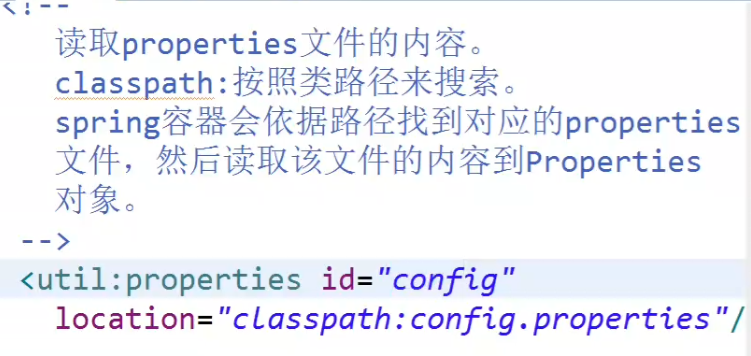 <!--
读取properties文件的内容。
classpath:按照类路径来搜索。
spring容器会依据路径找到对应的properties
文件，然后读取该文件的内容到Properties
对象。
-->
<util:properties id="config"
location="classpath:config.properties"/